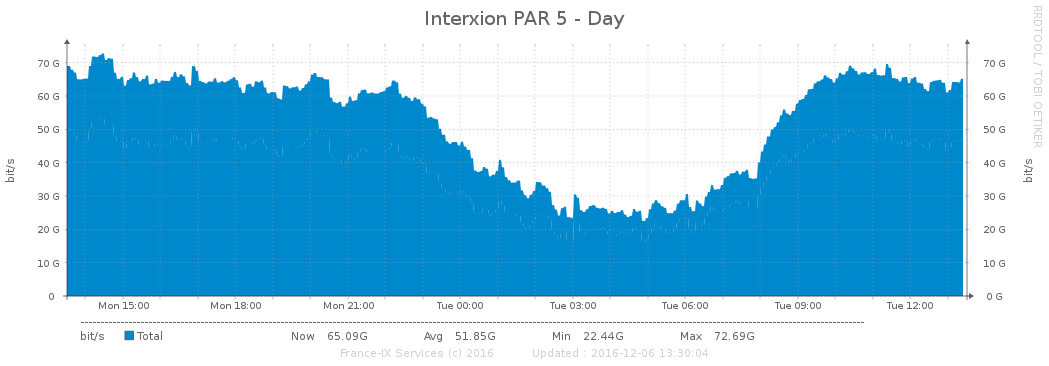 Interxion PAR 5 - Day
RRDTOOL / TOBI OETIKER
bit/s
70 G
60 G
50 G
40 G
30 G
20 G
10 G
0
70 G
60 G
50 G
40 G
30 G
20 G
10 G
0 G
bit/s
Mon 15:00 Mon 18:00 Mon 21:00 Tue 00:00 Tue 03:00 Tue 06:00 Tue 09:00 Tue 12:00
bit/s Total Now 65.09G Avg 51.85G Min 22.44G Max 72.69G
France-IX Services (c) 2016 Updated : 2016-12-06 13:30:04